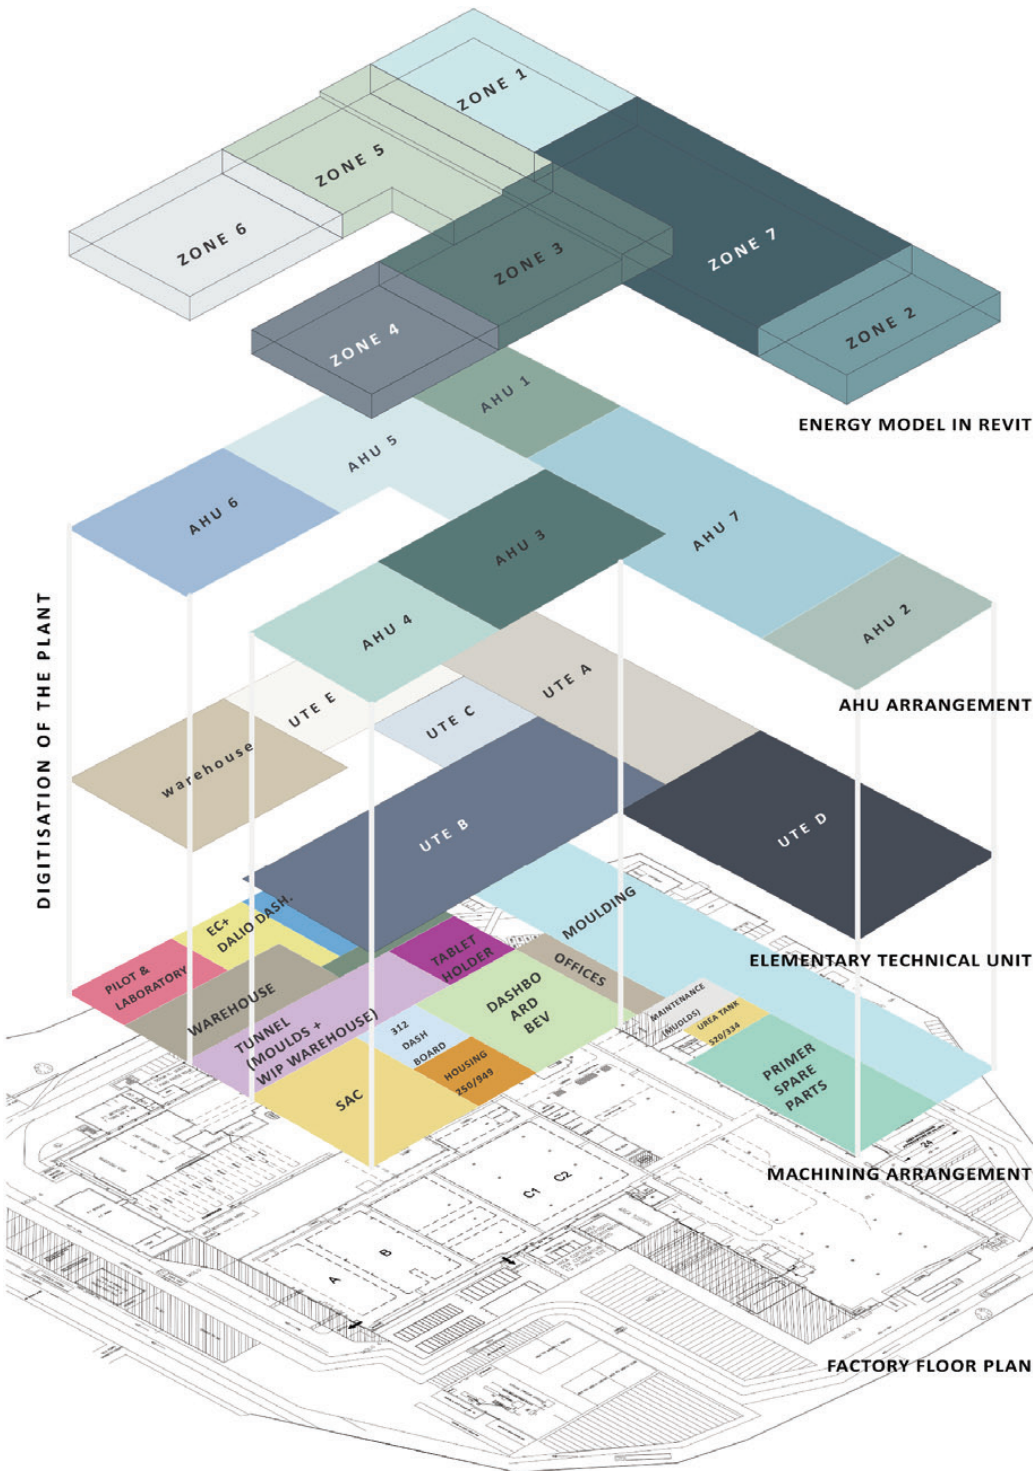 ZONE 1
ZONE 5
ZONE 6
ZONE 7
ZONE 3
ZONE 2
ZONE 4
ENERGY MODEL IN REVIT
AHU 1
AHU 5
AHU 6
AHU 7
AHU 3
AHU 4
AHU 2
AHU ARRANGEMENT
DIGITISATION OF THE PLANT
UTE A
UTE E
UTE C
warehouse
UTE B
UTE D
ELEMENTARY TECHNICAL UNIT
MOULDING
EC+
DALIO DASH.
PILOT &
LABORATORY
TABLET
HOLDER
OFFICES
WAREHOUSE
DASHBO
ARD
BEV
TUNNEL
(MOULDS +
WIP WAREHOUSE)
312
DASH
BOARD
MAINTENANCE
(MUDLDS)
UREA TANK
520/334
HOUSING
250/949
SAC
PRIMER
SPARE
PARTS
MACHINING ARRANGEMENT
24
C1
C2
B
A
FACTORY FLOOR PLAN